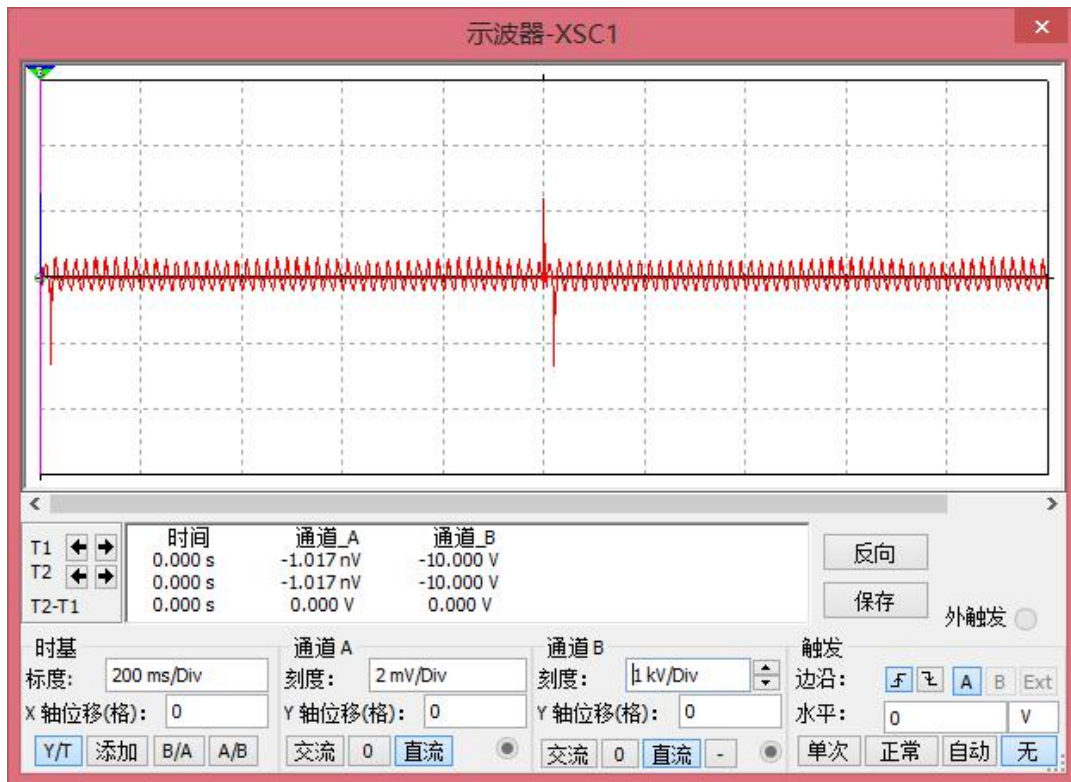 示波器-XSC1
时间 通道_A 通道_B
T1 0.000 s -1.017 nV -10.000 V
T2 0.000 s -1.017 nV -10.000 V
T2-T1 0.000 s 0.000 V 0.000 V
反向
保存
外触发
时基
标度: 200 ms/Div
X 轴位移(格): 0
Y/T 添加 B/A A/B
通道 A
刻度: 2 mV/Div
Y 轴位移(格): 0
交流 0 直流
通道 B
刻度: 1 kV/Div
Y 轴位移(格): 0
交流 0 直流 -
触发
边沿: A B Ext
水平: 0 V
单次 正常 自动 无